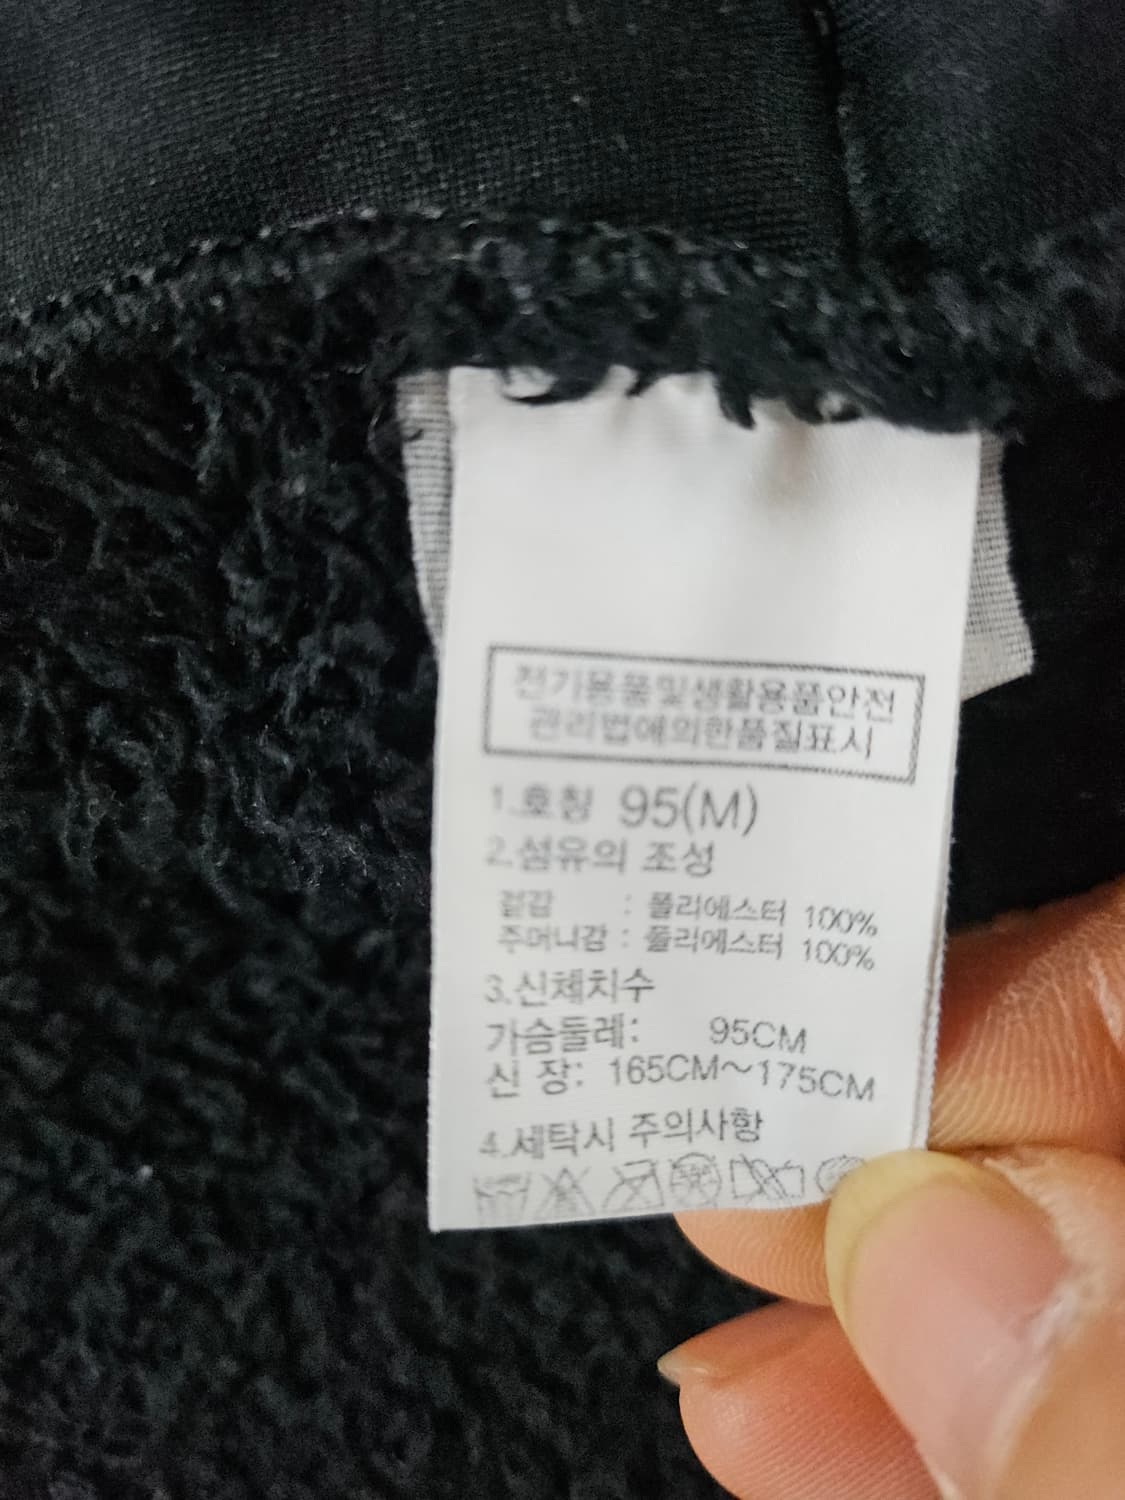 전기용품및생활용품안전
관리법에의한품질표시
1.호칭 95(M)
2.섬유의 조성
겉감 : 폴리에스터 100%
주머니감 : 폴리에스터 100%
3.신체치수
가슴둘레: 95CM
신 장: 165CM~175CM
4.세탁시 주의사항